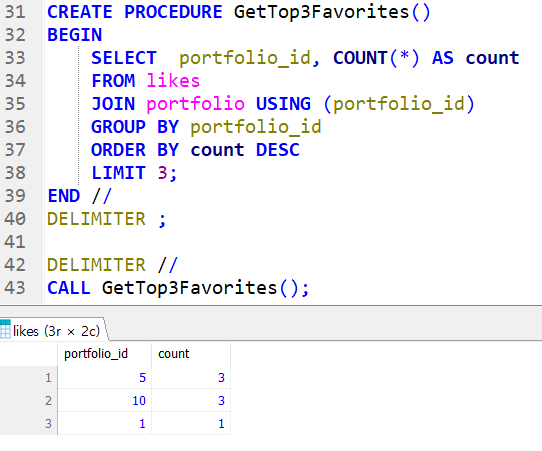 31 CREATE PROCEDURE GetTop3Favorites()
32 BEGIN
33     SELECT  portfolio_id, COUNT(*) AS count
34     FROM likes
35     JOIN portfolio USING (portfolio_id)
36     GROUP BY portfolio_id
37     ORDER BY count DESC
38     LIMIT 3;
39 END //
40 DELIMITER ;
41
42 DELIMITER //
43 CALL GetTop3Favorites();
likes (3r × 2c)
portfolio_id count
1 5 3
2 10 3
3 1 1